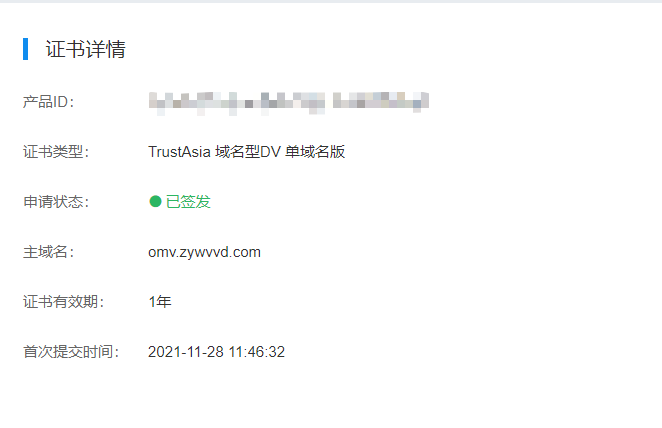 证书详情
产品ID：
证书类型： TrustAsia 域名型DV 单域名版
申请状态： 已签发
主域名： omv.zywvvd.com
证书有效期： 1年
首次提交时间： 2021-11-28 11:46:32